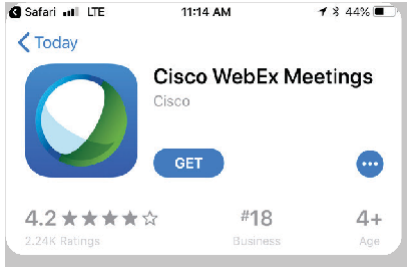 Safari LTE 11:14 AM 44%
Today
Cisco WebEx Meetings
Cisco
GET
4.2 #18 4+
2.24K Ratings Business Age